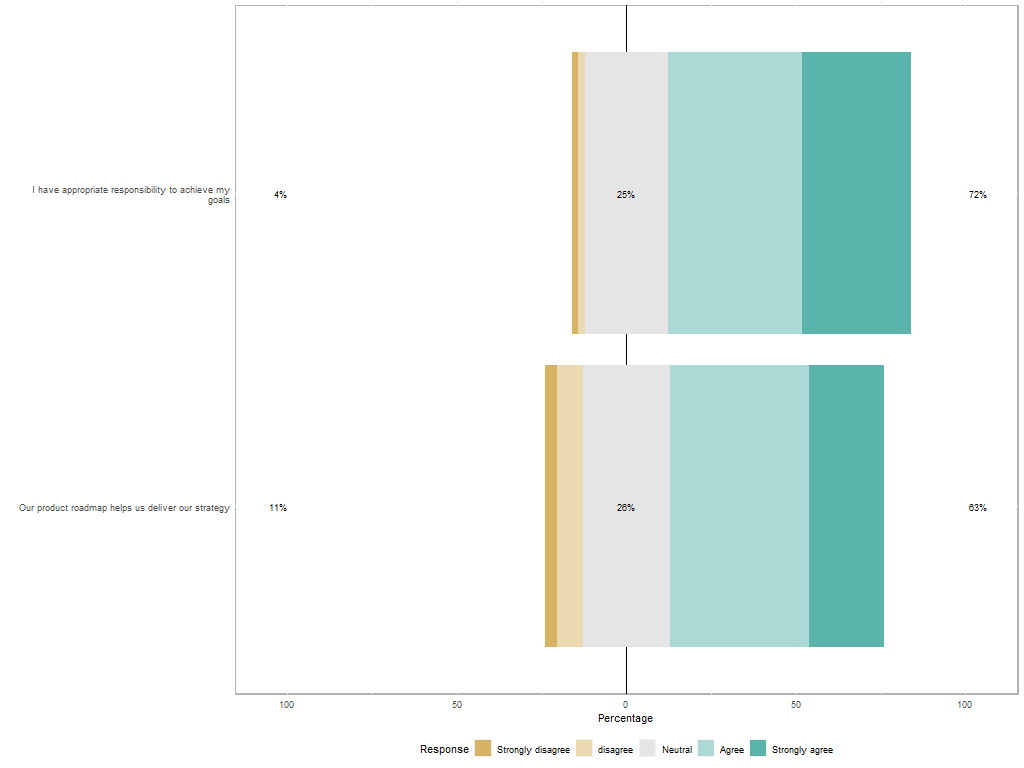 I have appropriate responsibility to achieve my
goals
4%
25%
72%
Our product roadmap helps us deliver our strategy
11%
26%
63%
100
50
0
50
100
Percentage
Response
Strongly disagree
disagree
Neutral
Agree
Strongly agree